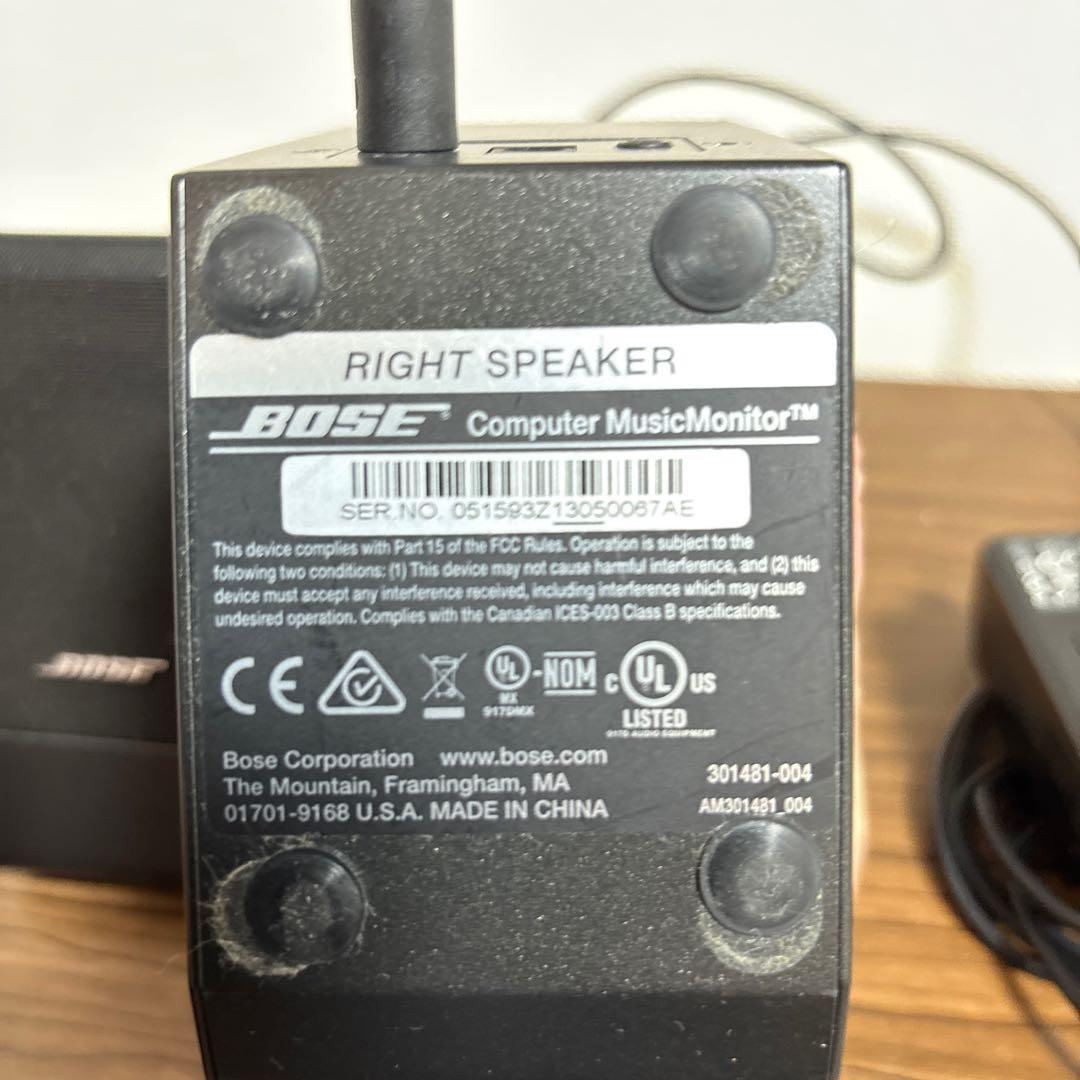 RIGHT SPEAKER
BOSE® Computer MusicMonitor™
SER.NO. 051593Z13050067AE
This device complies with Part 15 of the FCC Rules. Operation is subject to the
following two conditions: (1) This device may not cause harmful interference, and (2) this
device must accept any interference received, including interference which may cause
undesired operation. Complies with the Canadian ICES-003 Class B specifications.
CE UL-NOM c UL US
MX
917DMX
LISTED
Bose Corporation www.bose.com
The Mountain, Framingham, MA
01701-9168 U.S.A. MADE IN CHINA
301481-004
AM301481_004
BOSE